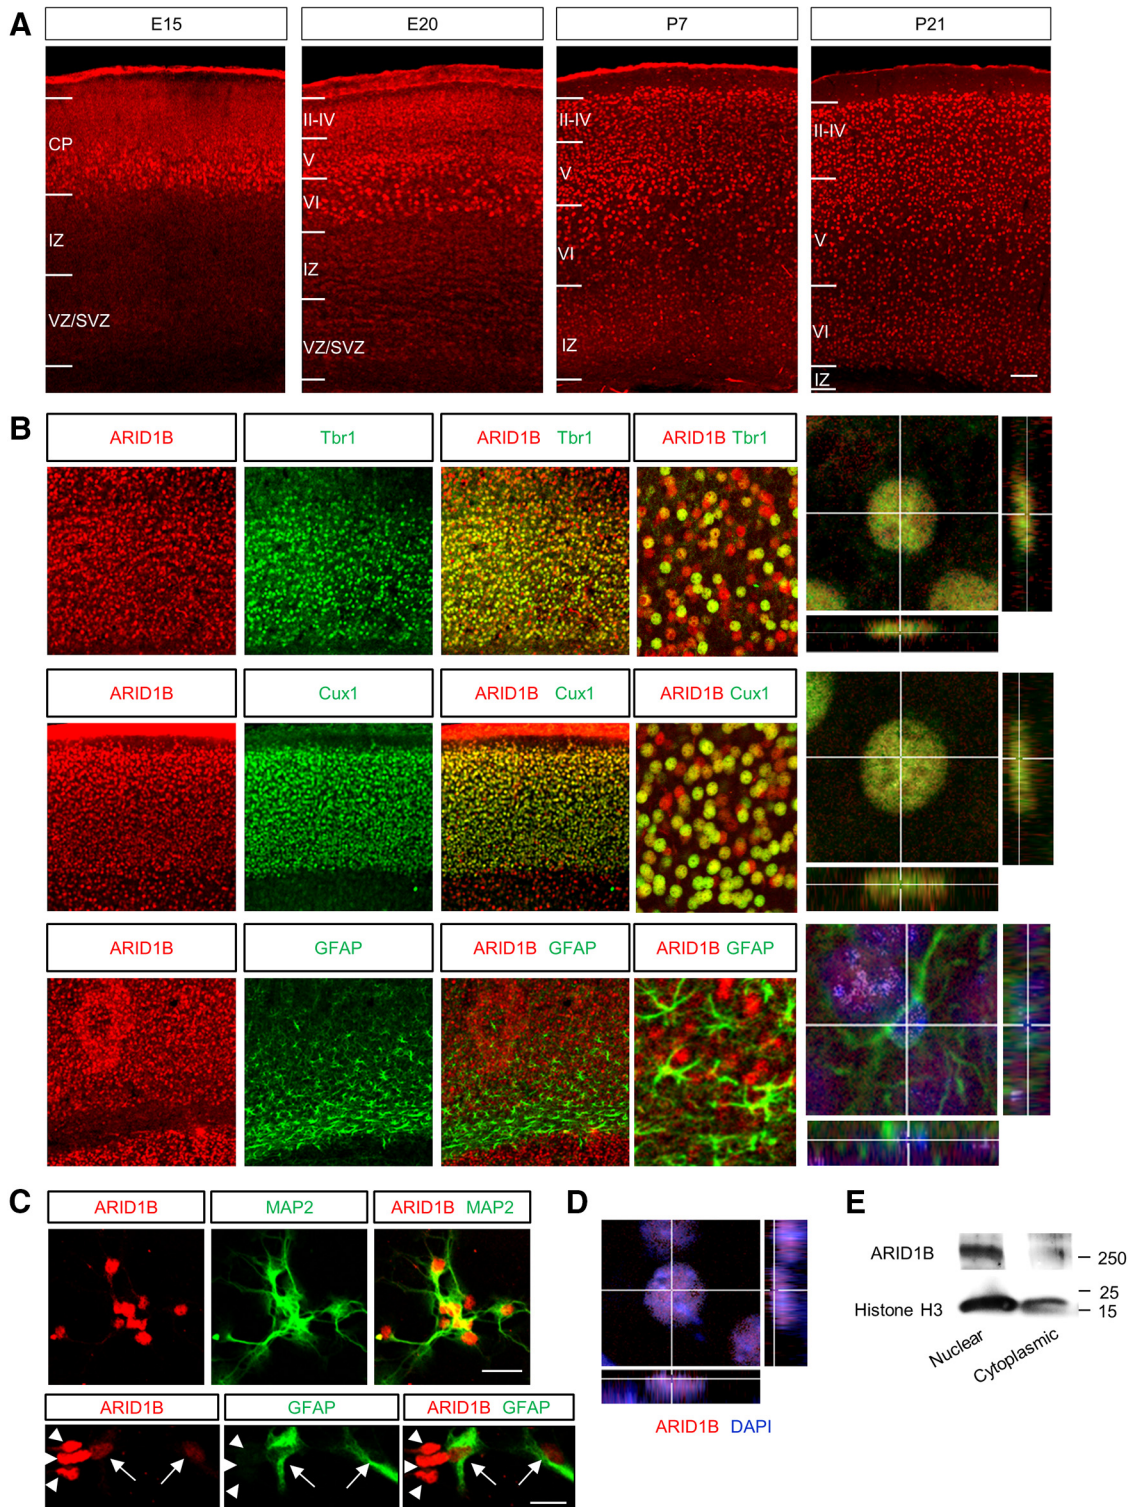 A
E15 E20 P7 P21
CP
IZ
VZ/SVZ
II-IV
V
VI
IZ
VZ/SVZ
II-IV
V
VI
IZ
II-IV
V
VI
IZ
B
ARID1B Tbr1 ARID1B Tbr1 ARID1B Tbr1
ARID1B Cux1 ARID1B Cux1 ARID1B Cux1
ARID1B GFAP ARID1B GFAP ARID1B GFAP
C
ARID1B MAP2 ARID1B MAP2
ARID1B GFAP ARID1B GFAP
D
ARID1B DAPI
E
ARID1B 250
25
Histone H3 15
Nuclear
Cytoplasmic